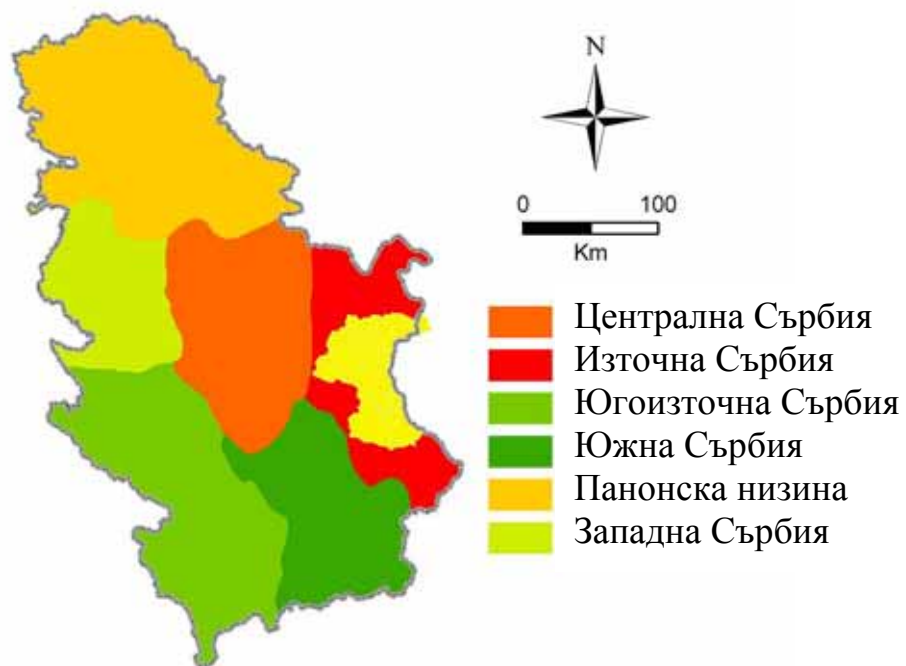 N
0 100
Km
Централна Сърбия
Източна Сърбия
Югоизточна Сърбия
Южна Сърбия
Панонска низина
Западна Сърбия